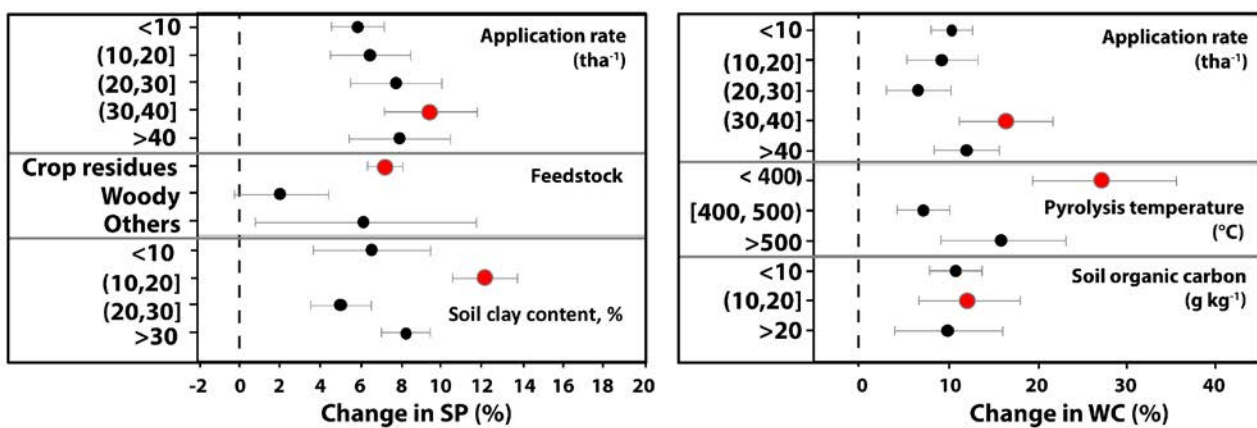 <10
(10,20]
(20,30]
(30,40]
>40
Application rate
(tha⁻¹)
Crop residues
Woody
Others
Feedstock
<10
(10,20]
(20,30]
>30
Soil clay content, %
-2 0 4 6 8 10 12 14 16 18 20
Change in SP (%)
<10
(10,20]
(20,30]
(30,40]
>40
Application rate
(tha⁻¹)
< 400)
[400, 500)
>500
Pyrolysis temperature
(°C)
<10
(10,20]
>20
Soil organic carbon
(g kg⁻¹)
0 10 20 30 40
Change in WC (%)